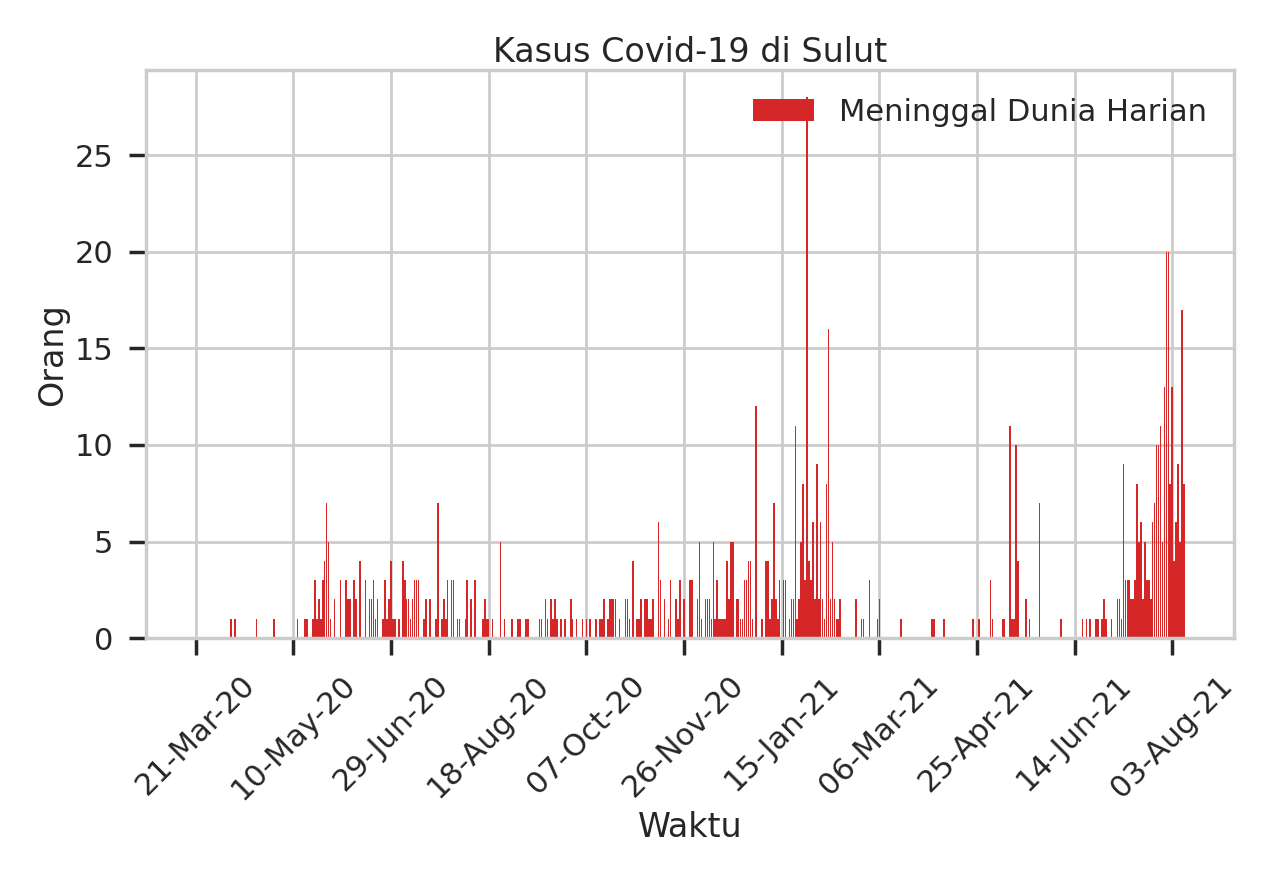 Kasus Covid-19 di Sulut
Meninggal Dunia Harian
Orang
25
20
15
10
5
0
21-Mar-20
10-May-20
29-Jun-20
18-Aug-20
07-Oct-20
26-Nov-20
15-Jan-21
06-Mar-21
25-Apr-21
14-Jun-21
03-Aug-21
Waktu